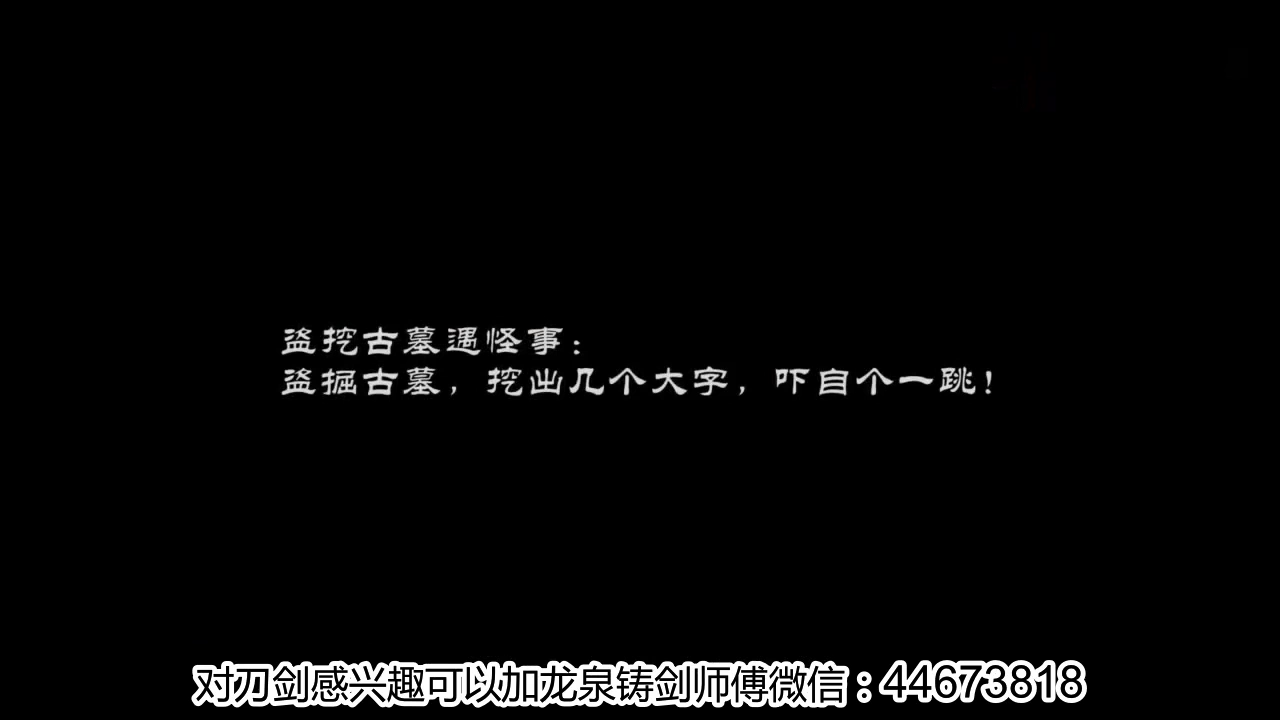 盗挖古墓遇怪事：
盗掘古墓，挖出几个大字，吓自个一跳！
对刃剑感兴趣可以加龙泉铸剑师傅微信：44673818